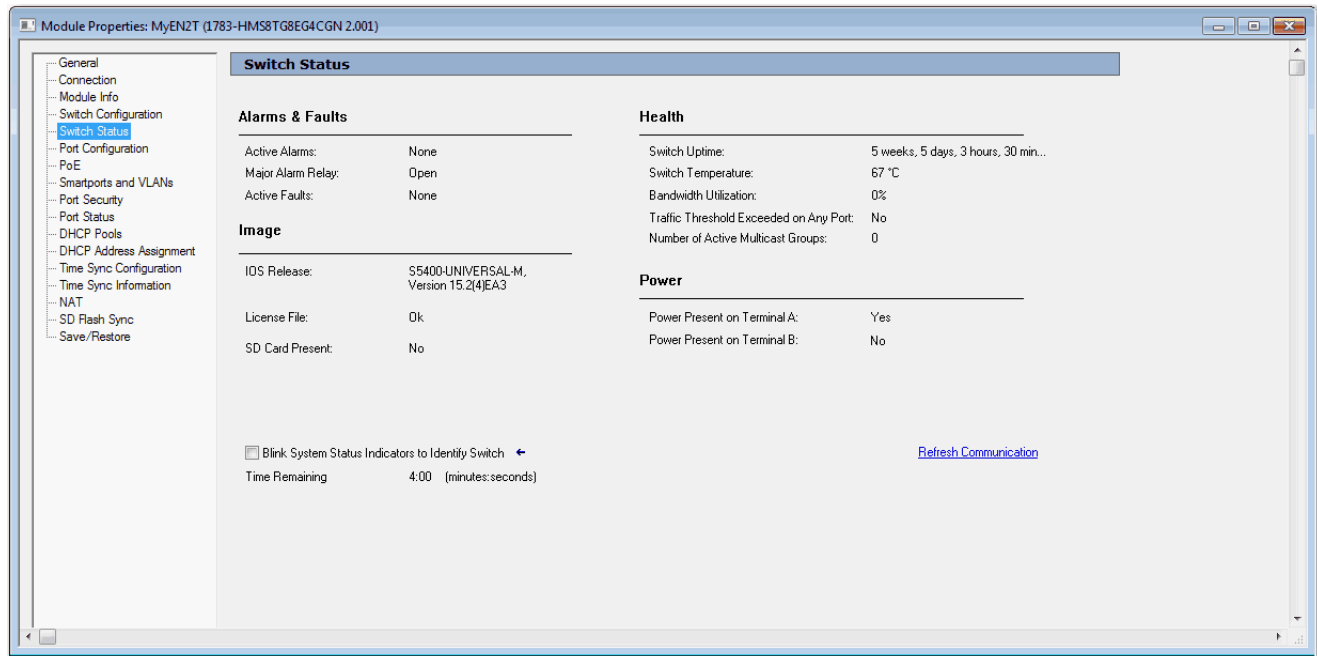 Module Properties: MyEN2T (1783-HMS8TG8EG4CGN 2.001)
General
Connection
Module Info
Switch Configuration
Switch Status
Port Configuration
PoE
Smartports and VLANs
Port Security
Port Status
DHCP Pools
DHCP Address Assignment
Time Sync Configuration
Time Sync Information
NAT
SD Flash Sync
Save/Restore
Switch Status
Alarms & Faults
Active Alarms: None
Major Alarm Relay: Open
Active Faults: None
Image
IOS Release: S5400-UNIVERSAL-M,
Version 15.2(4)EA3
License File: Ok
SD Card Present: No
Health
Switch Uptime: 5 weeks, 5 days, 3 hours, 30 min...
Switch Temperature: 67 °C
Bandwidth Utilization: 0%
Traffic Threshold Exceeded on Any Port: No
Number of Active Multicast Groups: 0
Power
Power Present on Terminal A: Yes
Power Present on Terminal B: No
Blink System Status Indicators to Identify Switch ←
Time Remaining 4:00 (minutes:seconds)
Refresh Communication